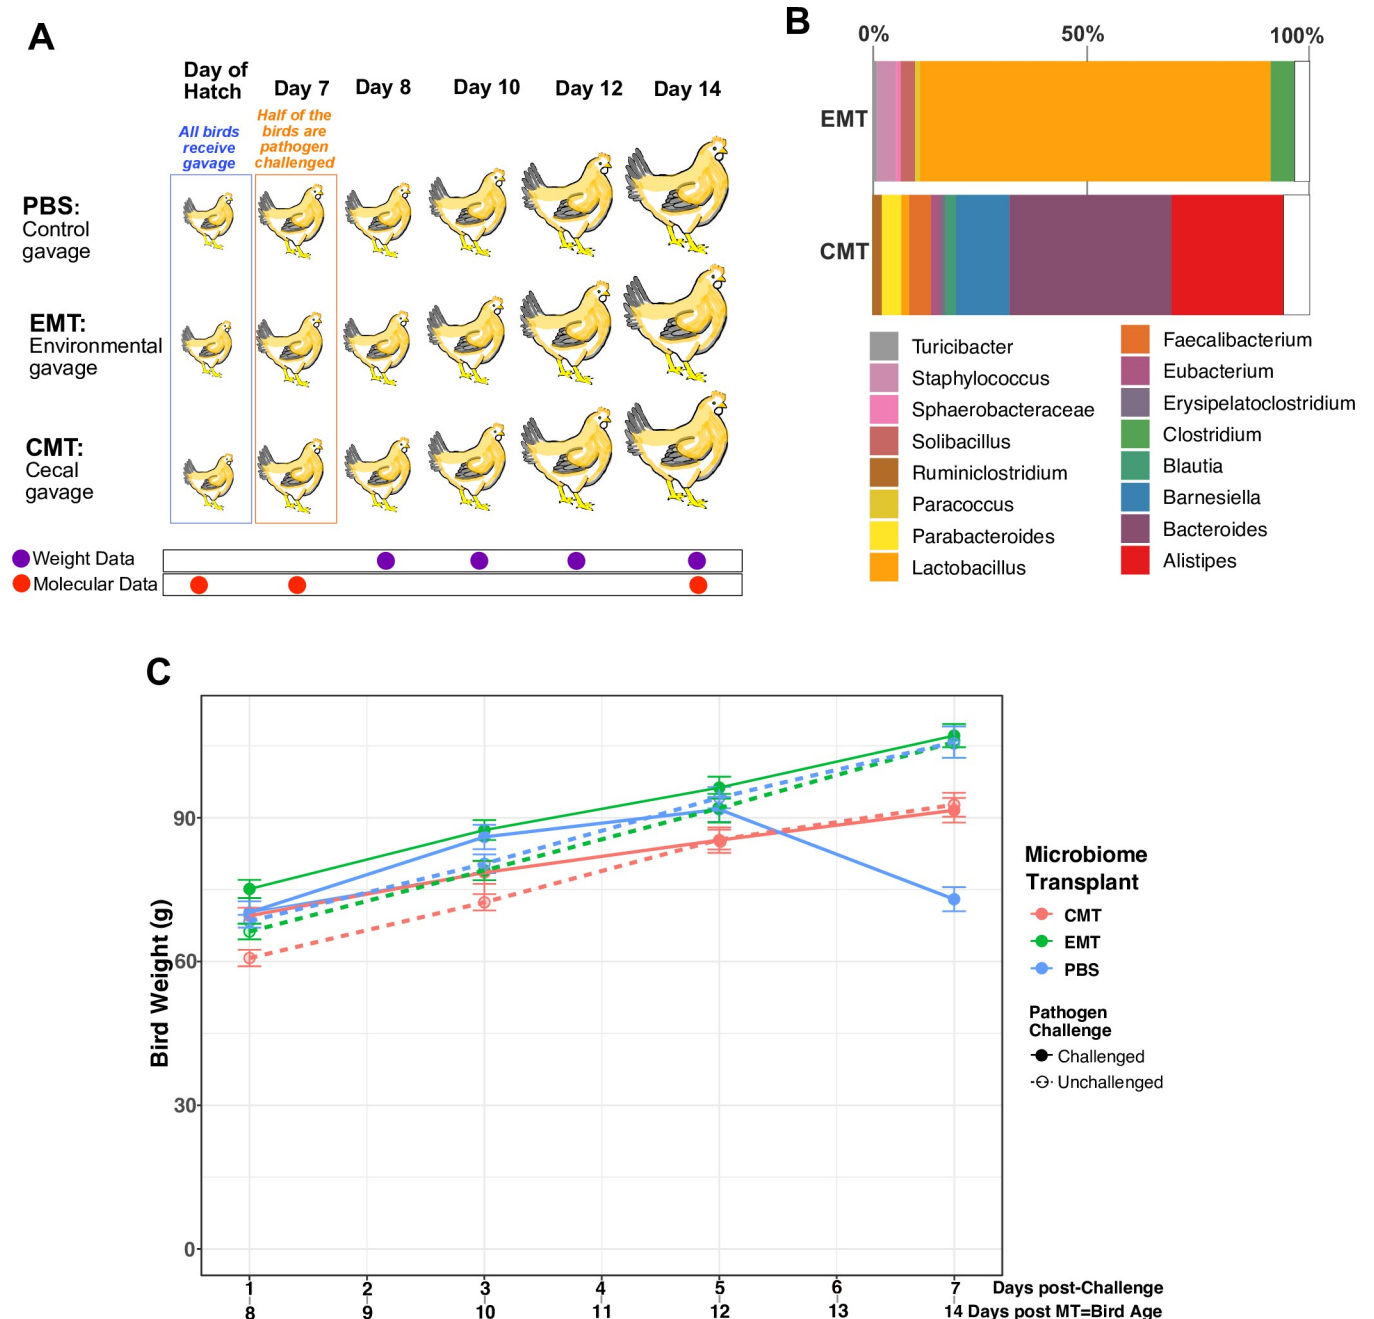 A
Day of
Hatch
Day 7
Day 8
Day 10
Day 12
Day 14
All birds
receive
gavage
Half of the
birds are
pathogen
challenged
PBS:
Control
gavage
EMT:
Environmental
gavage
CMT:
Cecal
gavage
Weight Data
Molecular Data
B
0%
50%
100%
EMT
CMT
Turicibacter
Staphylococcus
Sphaerobacteraceae
Solibacillus
Ruminiclostridium
Paracoccus
Parabacteroides
Lactobacillus
Faecalibacterium
Eubacterium
Erysipelatoclostridium
Clostridium
Blautia
Barnesiella
Bacteroides
Alistipes
C
Bird Weight (g)
90
60
30
0
1 2 3 4 5 6 7 Days post-Challenge
8 9 10 11 12 13 14 Days post MT=Bird Age
Microbiome
Transplant
CMT
EMT
PBS
Pathogen
Challenge
Challenged
Unchallenged